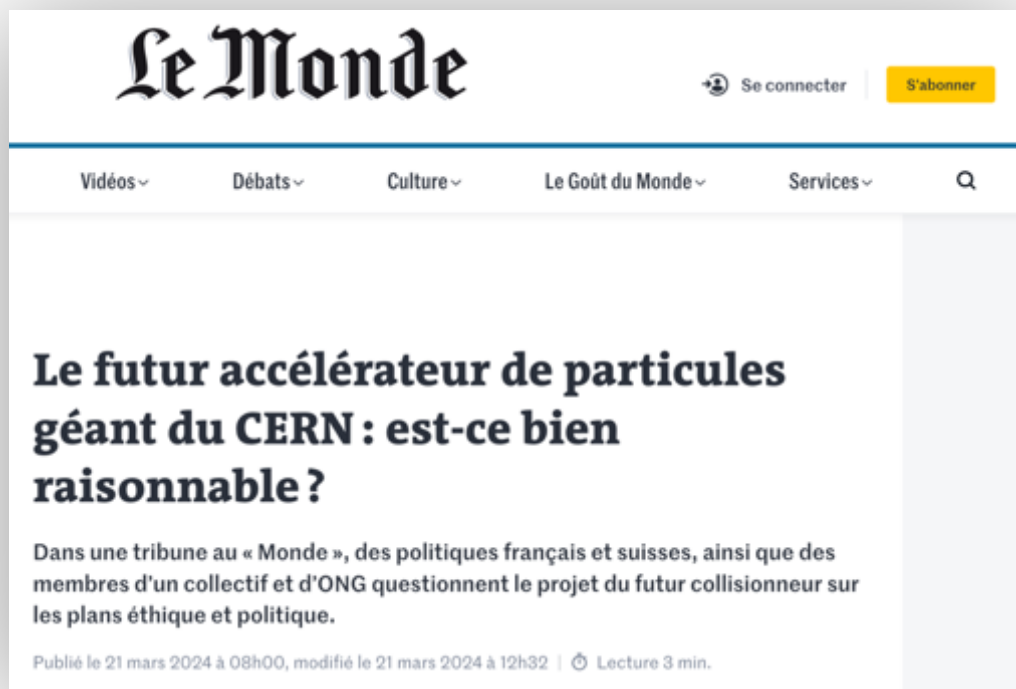 Le Monde
Se connecter
S'abonner
Vidéos
Débats
Culture
Le Goût du Monde
Services
Le futur accélérateur de particules
géant du CERN : est-ce bien
raisonnable ?
Dans une tribune au « Monde », des politiques français et suisses, ainsi que des
membres d'un collectif et d'ONG questionnent le projet du futur collisionneur sur
les plans éthique et politique.
Publié le 21 mars 2024 à 08h00, modifié le 21 mars 2024 à 12h32 | Lecture 3 min.